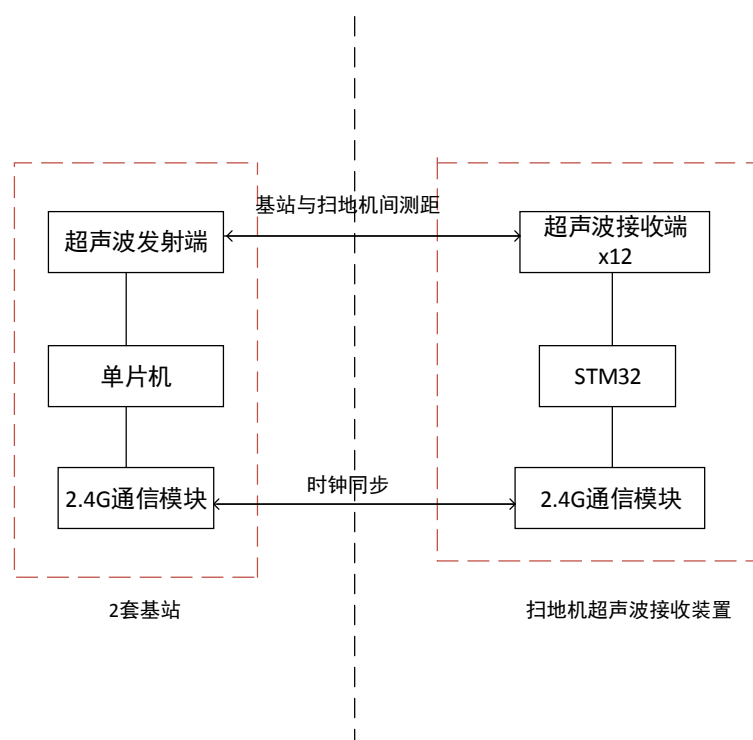 基站与扫地机间测距
超声波发射端
超声波接收端
x12
单片机
STM32
时钟同步
2.4G通信模块
2.4G通信模块
2套基站
扫地机超声波接收装置